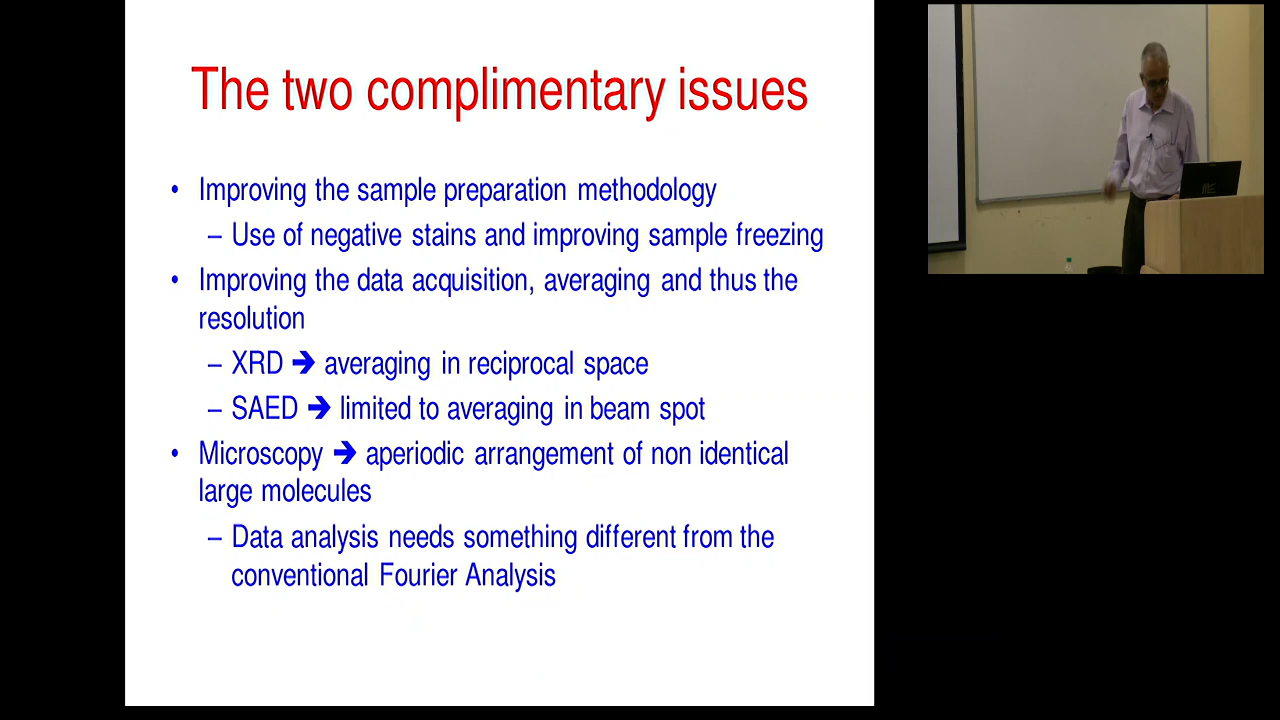 The two complimentary issues
• Improving the sample preparation methodology
– Use of negative stains and improving sample freezing
• Improving the data acquisition, averaging and thus the
resolution
– XRD ➔ averaging in reciprocal space
– SAED ➔ limited to averaging in beam spot
• Microscopy ➔ aperiodic arrangement of non identical
large molecules
– Data analysis needs something different from the
conventional Fourier Analysis